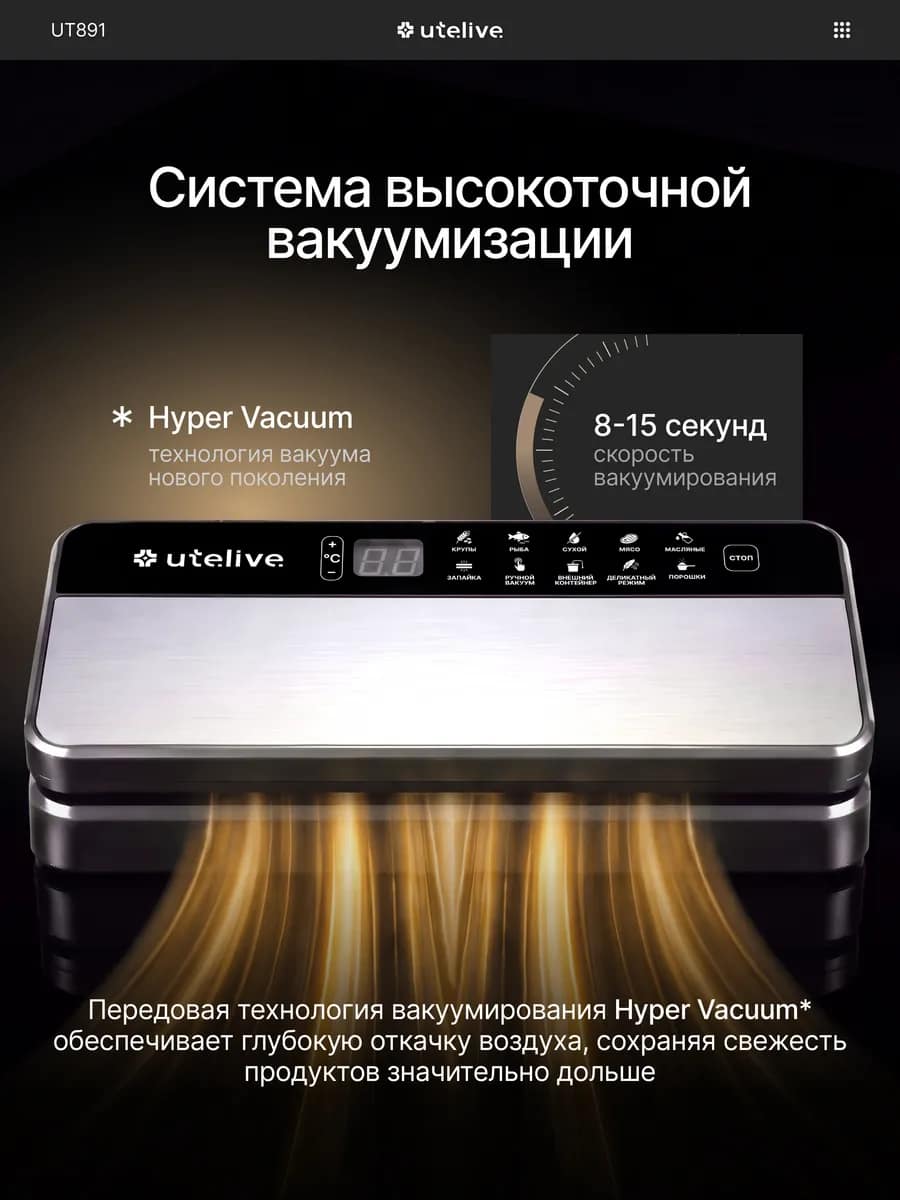 UT891
utelive
Система высокоточной
вакуумизации
* Hyper Vacuum
технология вакуума
нового поколения
8-15 секунд
скорость
вакуумирования
utelive
+
°C
−
8.8
КРУПЫ
РЫБА
СУХОЙ
МЯСО
МАСЛЯНЫЕ
ЗАПАЙКА
РУЧНОЙ
ВАКУУМ
ВНЕШНИЙ
КОНТЕЙНЕР
ДЕЛИКАТНЫЙ
РЕЖИМ
ПОРОШКИ
СТОП
Передовая технология вакуумирования Hyper Vacuum*
обеспечивает глубокую откачку воздуха, сохраняя свежесть
продуктов значительно дольше